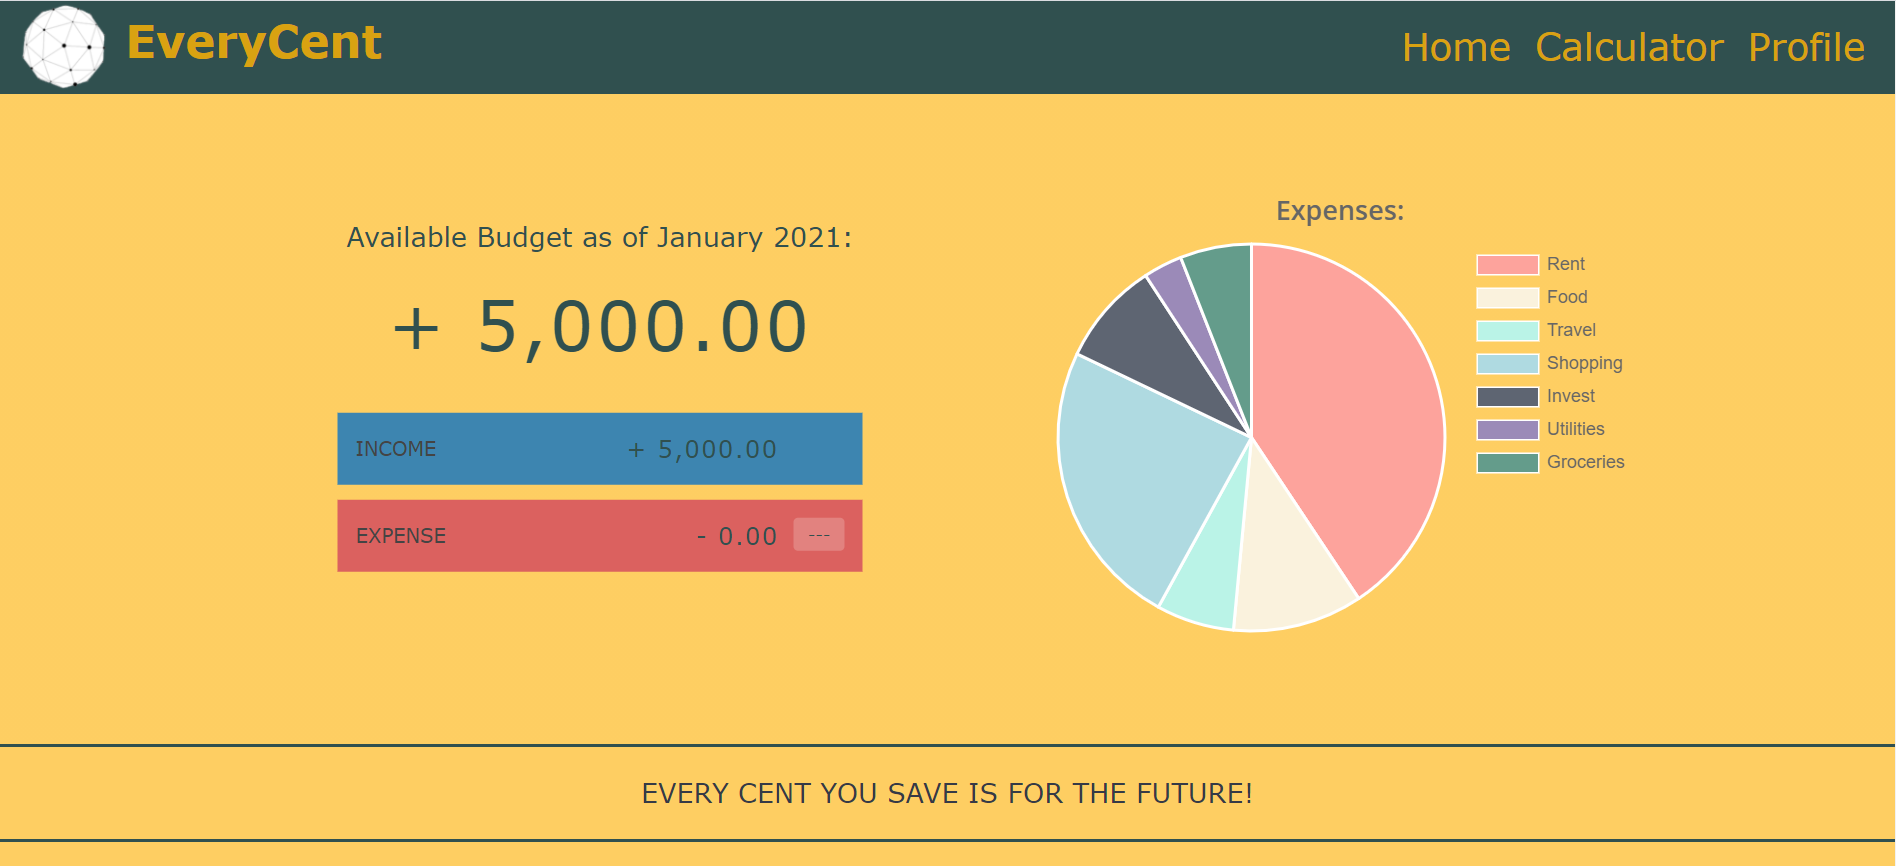 EveryCent
Home Calculator Profile
Available Budget as of January 2021:
+ 5,000.00
INCOME + 5,000.00
EXPENSE - 0.00 ---
Expenses:
Rent
Food
Travel
Shopping
Invest
Utilities
Groceries
EVERY CENT YOU SAVE IS FOR THE FUTURE!